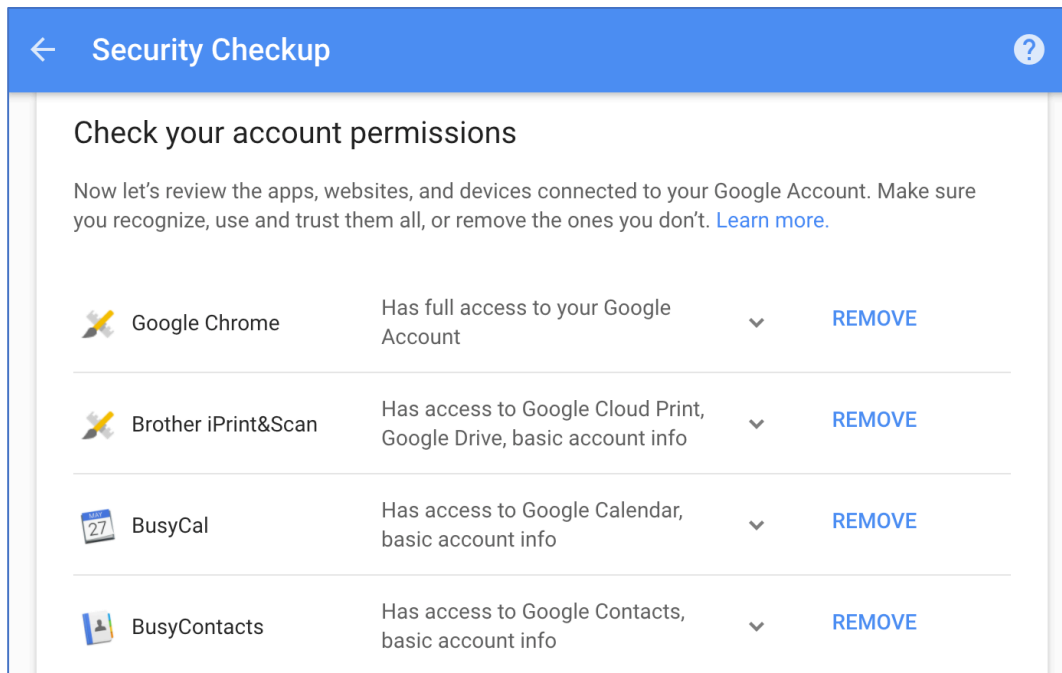 Security Checkup
?
Check your account permissions
Now let's review the apps, websites, and devices connected to your Google Account. Make sure
you recognize, use and trust them all, or remove the ones you don't. Learn more.
Google Chrome
Has full access to your Google
Account
REMOVE
Brother iPrint&Scan
Has access to Google Cloud Print,
Google Drive, basic account info
REMOVE
MAY
27
BusyCal
Has access to Google Calendar,
basic account info
REMOVE
BusyContacts
Has access to Google Contacts,
basic account info
REMOVE